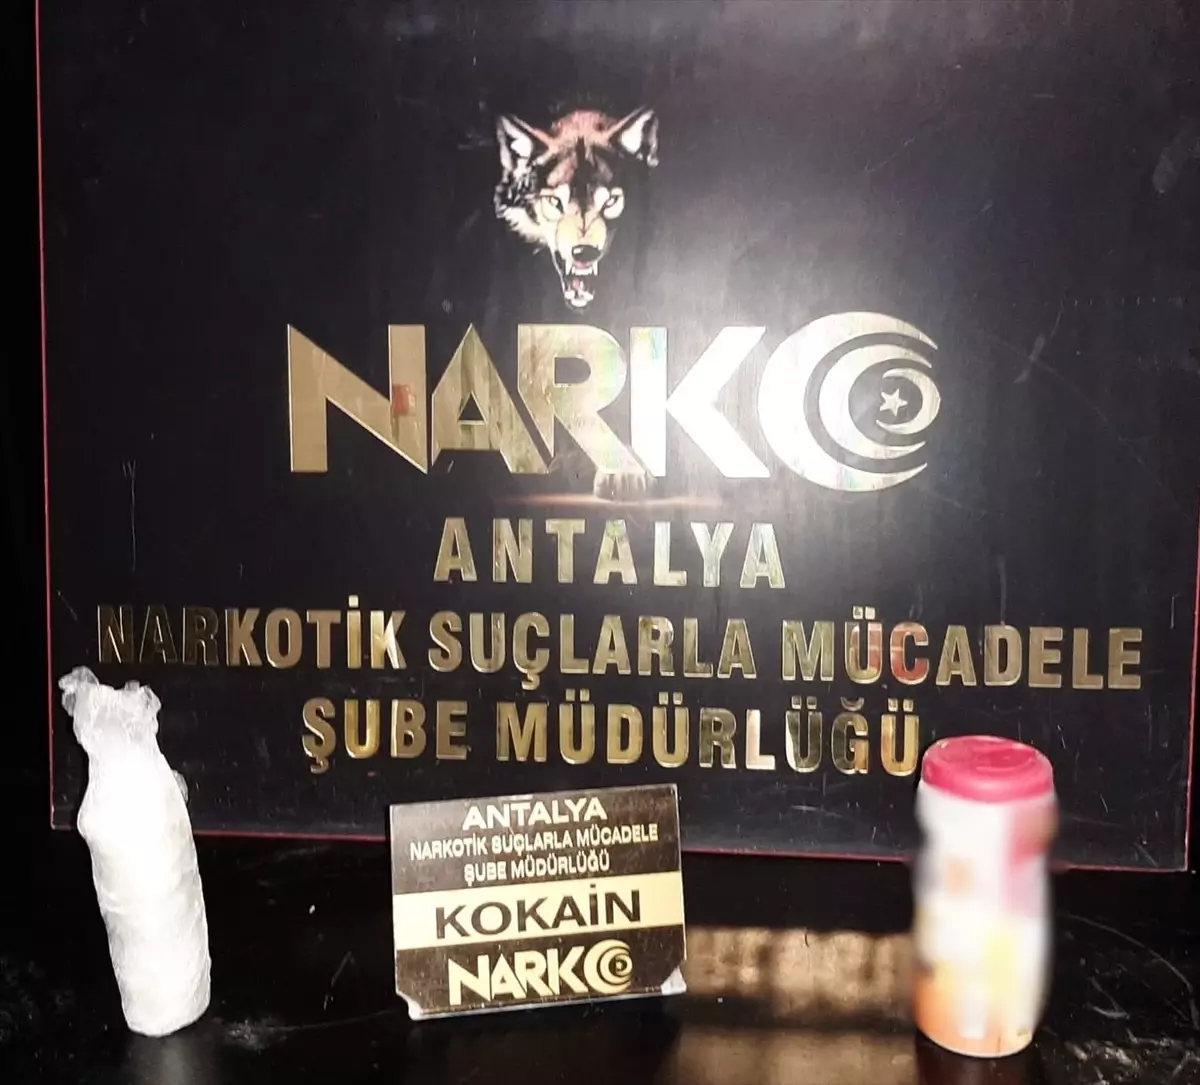 NARKO
ANTALYA
NARKOTİK SUÇLARLA MÜCADELE
ŞUBE MÜDÜRLÜĞÜ
ANTALYA
NARKOTİK SUÇLARLA MÜCADELE
ŞUBE MÜDÜRLÜĞÜ
KOKAİN
NARKO